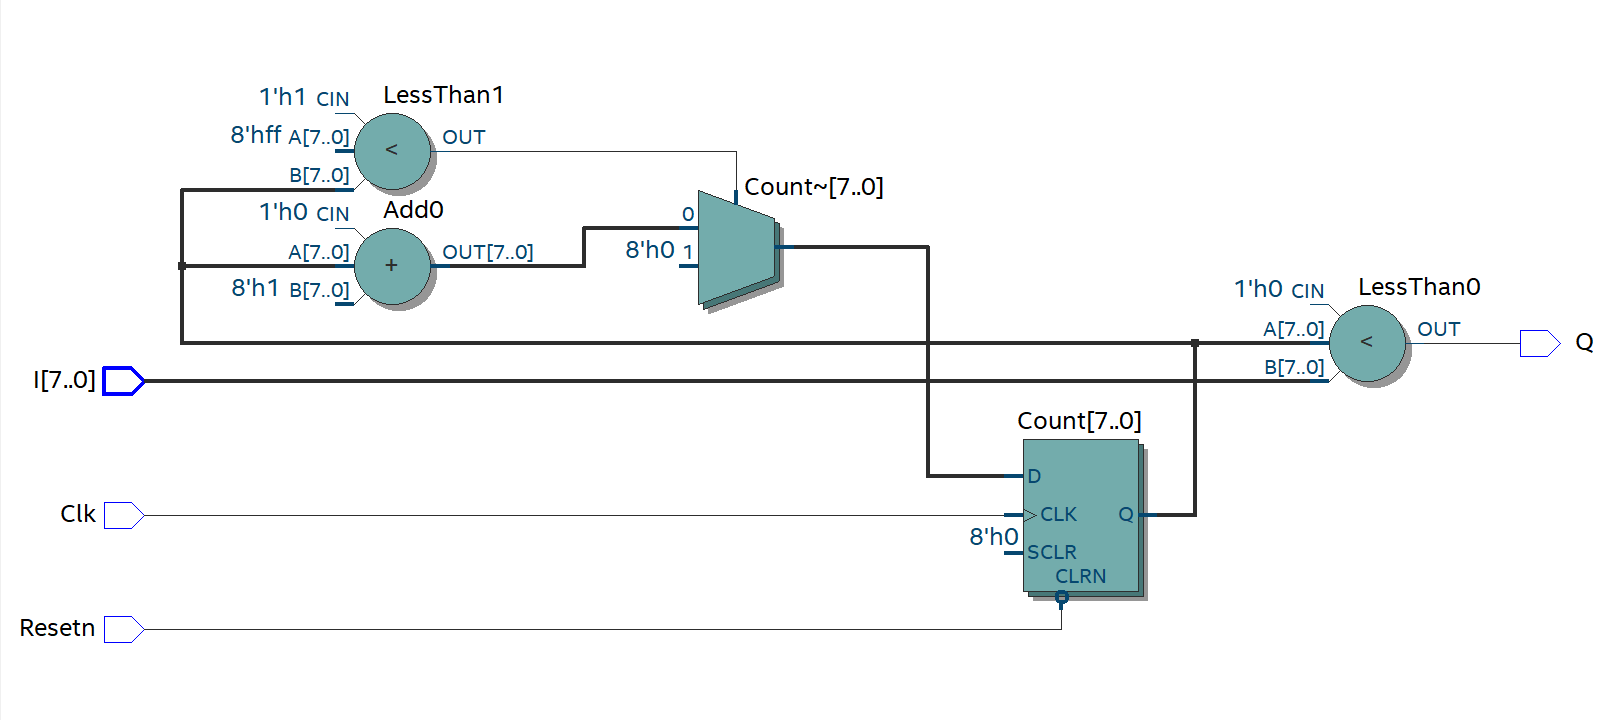 1'h1 CIN LessThan1
8'hff A[7..0] < OUT
B[7..0]
1'h0 CIN Add0
A[7..0] + OUT[7..0]
8'h1 B[7..0]
Count~[7..0]
0
8'h0 1
1'h0 CIN LessThan0
A[7..0] < OUT
B[7..0]
Q
I[7..0]
Count[7..0]
D
Clk
CLK Q
8'h0 SCLR
CLRN
Resetn